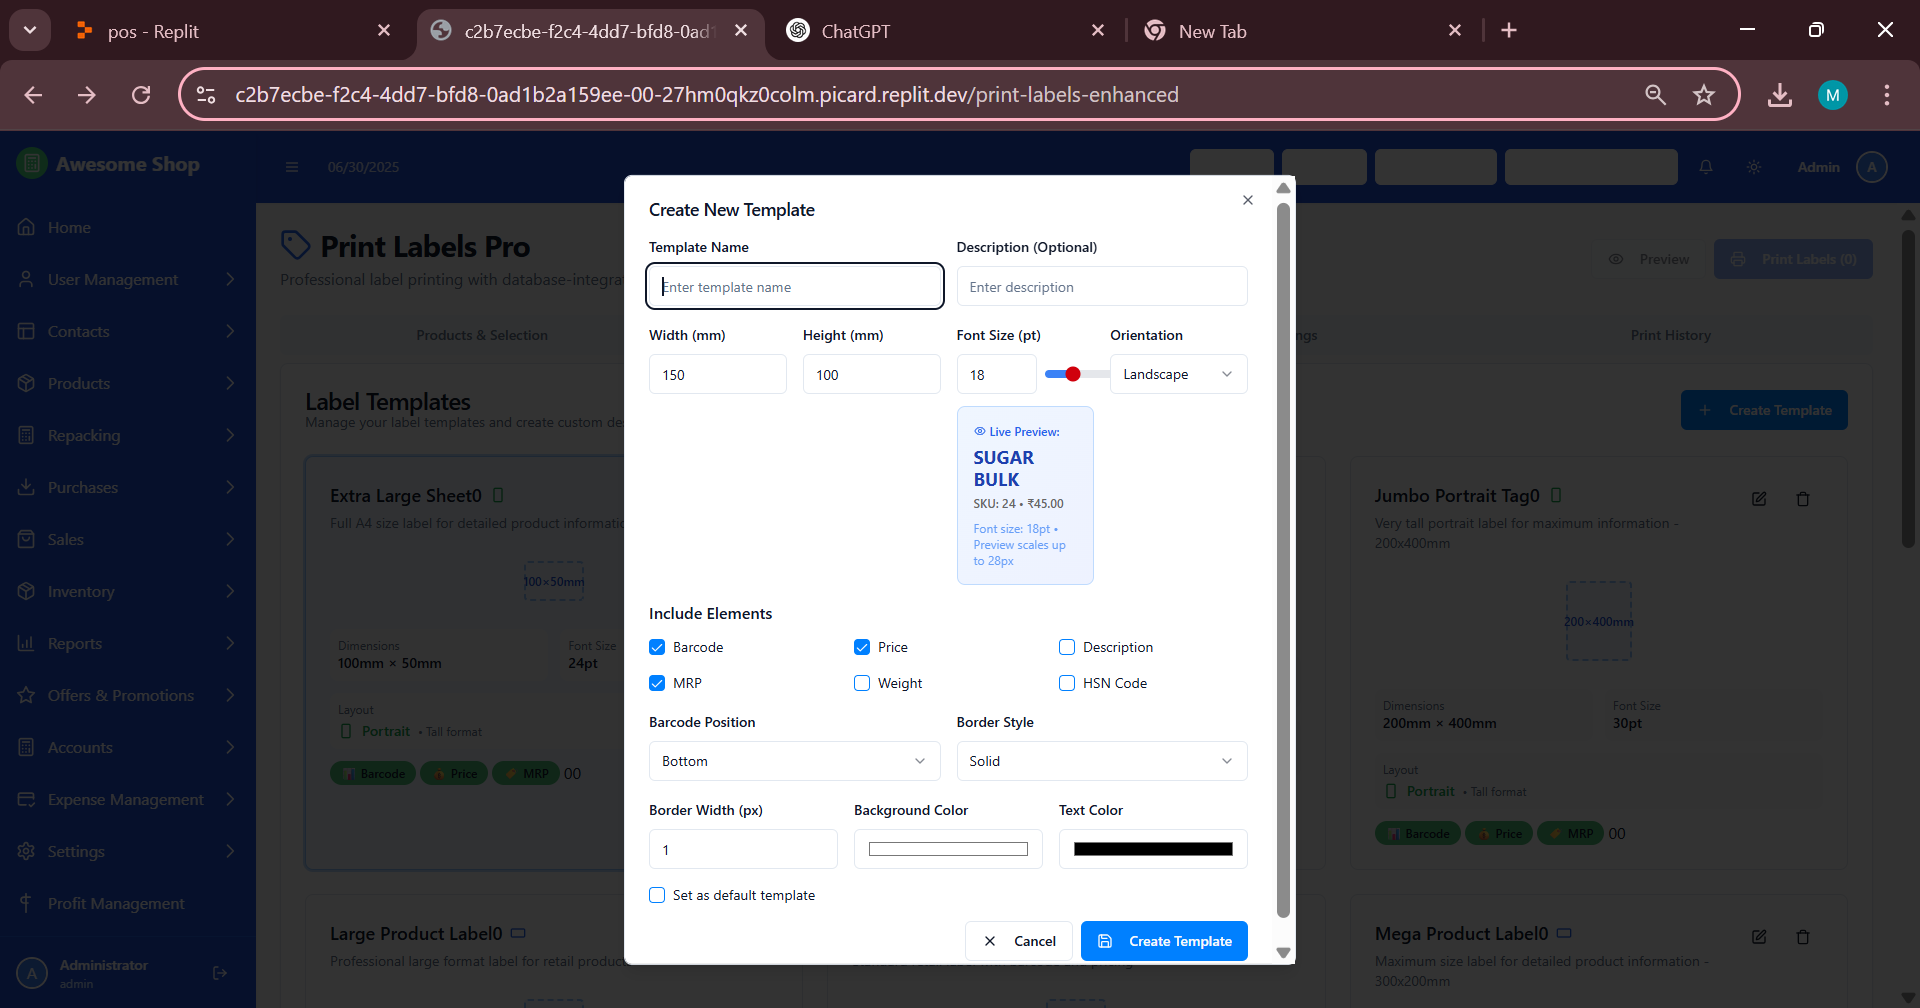 pos - Replit
c2b7ecbe-f2c4-4dd7-bfd8-0ad1
ChatGPT
New Tab
c2b7ecbe-f2c4-4dd7-bfd8-0ad1b2a159ee-00-27hm0qkz0colm.picard.replit.dev/print-labels-enhanced
M
Awesome Shop
06/30/2025
Admin
A
Home
User Management
Contacts
Products
Repacking
Purchases
Sales
Inventory
Reports
Offers & Promotions
Accounts
Expense Management
Settings
Profit Management
A
Administrator
admin
Print Labels Pro
Professional label printing with database-integra
Preview
Print Labels (0)
Products & Selection
ngs
Print History
Label Templates
Manage your label templates and create custom de
Create Template
Extra Large Sheet0
Full A4 size label for detailed product informatio
100×50mm
Dimensions
100mm × 50mm
Font Size
24pt
Layout
Portrait • Tall format
Barcode Price MRP 00
Jumbo Portrait Tag0
Very tall portrait label for maximum information -
200x400mm
200×400mm
Dimensions
200mm × 400mm
Font Size
30pt
Layout
Portrait • Tall format
Barcode Price MRP 00
Large Product Label0
Professional large format label for retail produc
Mega Product Label0
Maximum size label for detailed product information -
300x200mm
Create New Template
Template Name
Enter template name
Description (Optional)
Enter description
Width (mm)
150
Height (mm)
100
Font Size (pt)
18
Orientation
Landscape
Live Preview:
SUGAR
BULK
SKU: 24 • ₹45.00
Font size: 18pt •
Preview scales up
to 28px
Include Elements
Barcode
Price
Description
MRP
Weight
HSN Code
Barcode Position
Bottom
Border Style
Solid
Border Width (px)
1
Background Color
Text Color
Set as default template
Cancel
Create Template